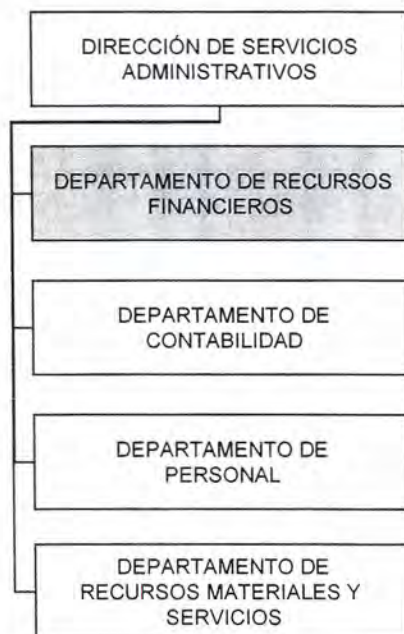 DIRECCIÓN DE SERVICIOS
ADMINISTRATIVOS
DEPARTAMENTO DE RECURSOS
FINANCIEROS
DEPARTAMENTO DE
CONTABILIDAD
DEPARTAMENTO DE
PERSONAL
DEPARTAMENTO DE
RECURSOS MATERIALES Y
SERVICIOS